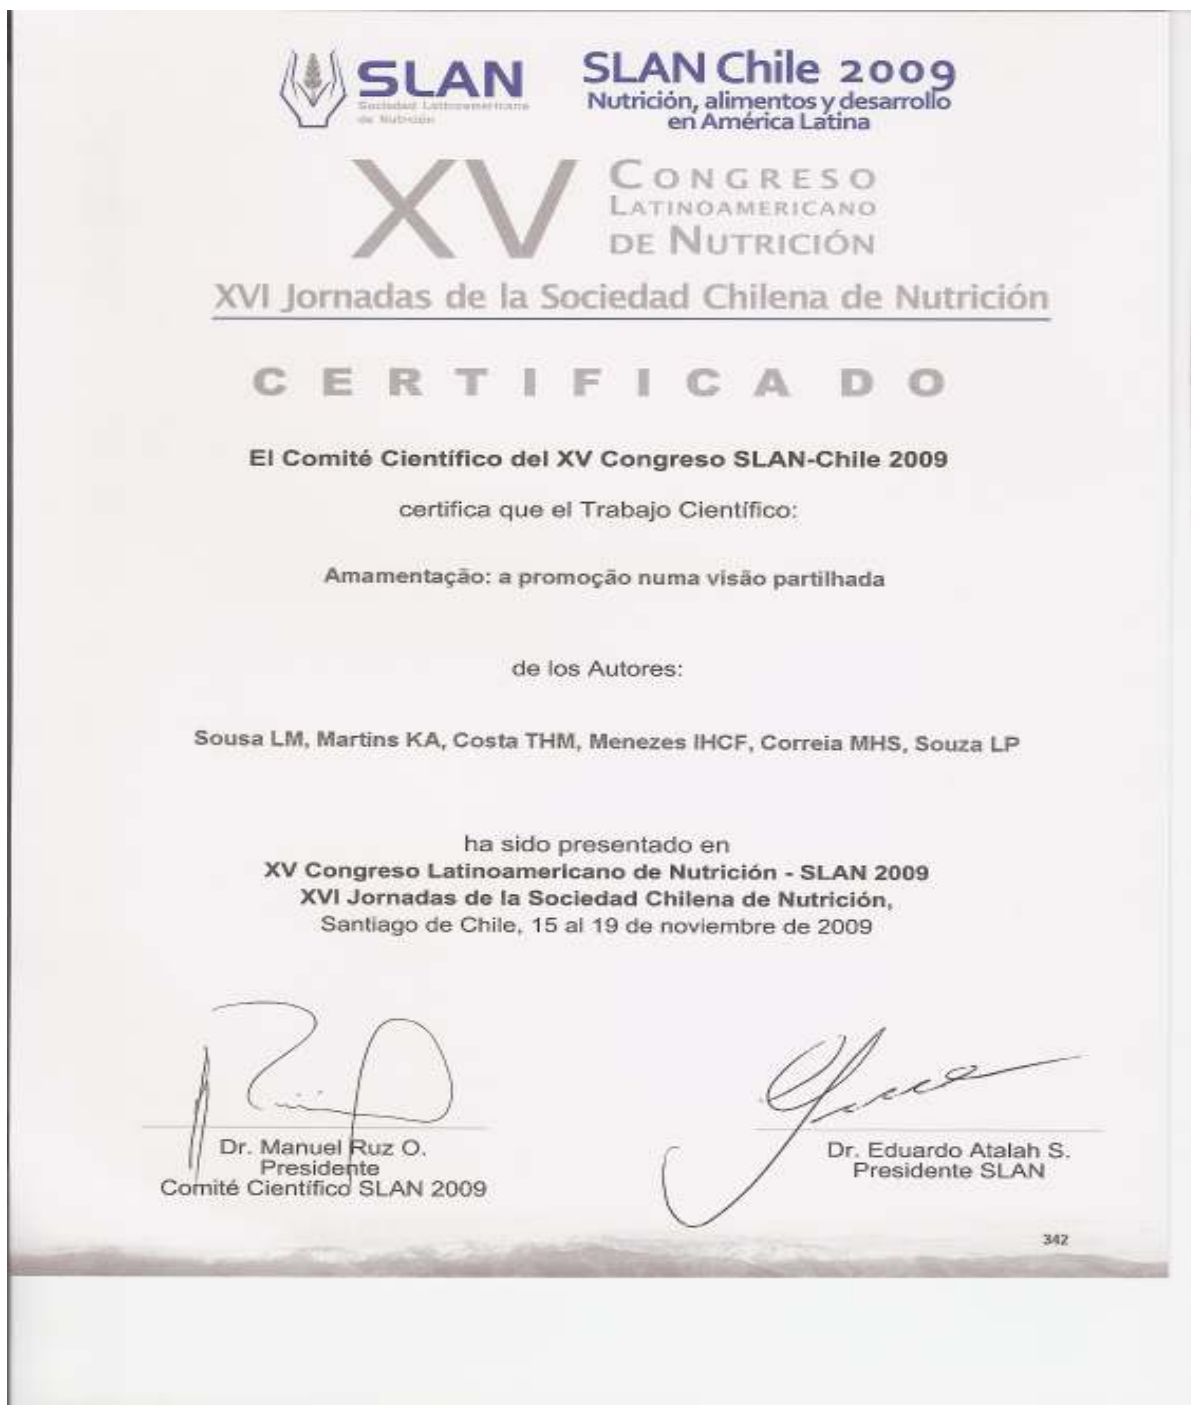 SLAN
Sociedad Latinoamericana
de Nutrición
SLAN Chile 2009
Nutrición, alimentos y desarrollo
en América Latina
XV
CONGRESO
LATINOAMERICANO
DE NUTRICIÓN
XVI Jornadas de la Sociedad Chilena de Nutrición
CERTIFICADO
El Comité Científico del XV Congreso SLAN-Chile 2009
certifica que el Trabajo Científico:
Amamentação: a promoção numa visão partilhada
de los Autores:
Sousa LM, Martins KA, Costa THM, Menezes IHCF, Correia MHS, Souza LP
ha sido presentado en
XV Congreso Latinoamericano de Nutrición - SLAN 2009
XVI Jornadas de la Sociedad Chilena de Nutrición,
Santiago de Chile, 15 al 19 de noviembre de 2009
Dr. Manuel Ruz O.
Presidente
Comité Científico SLAN 2009
Dr. Eduardo Atalah S.
Presidente SLAN
342